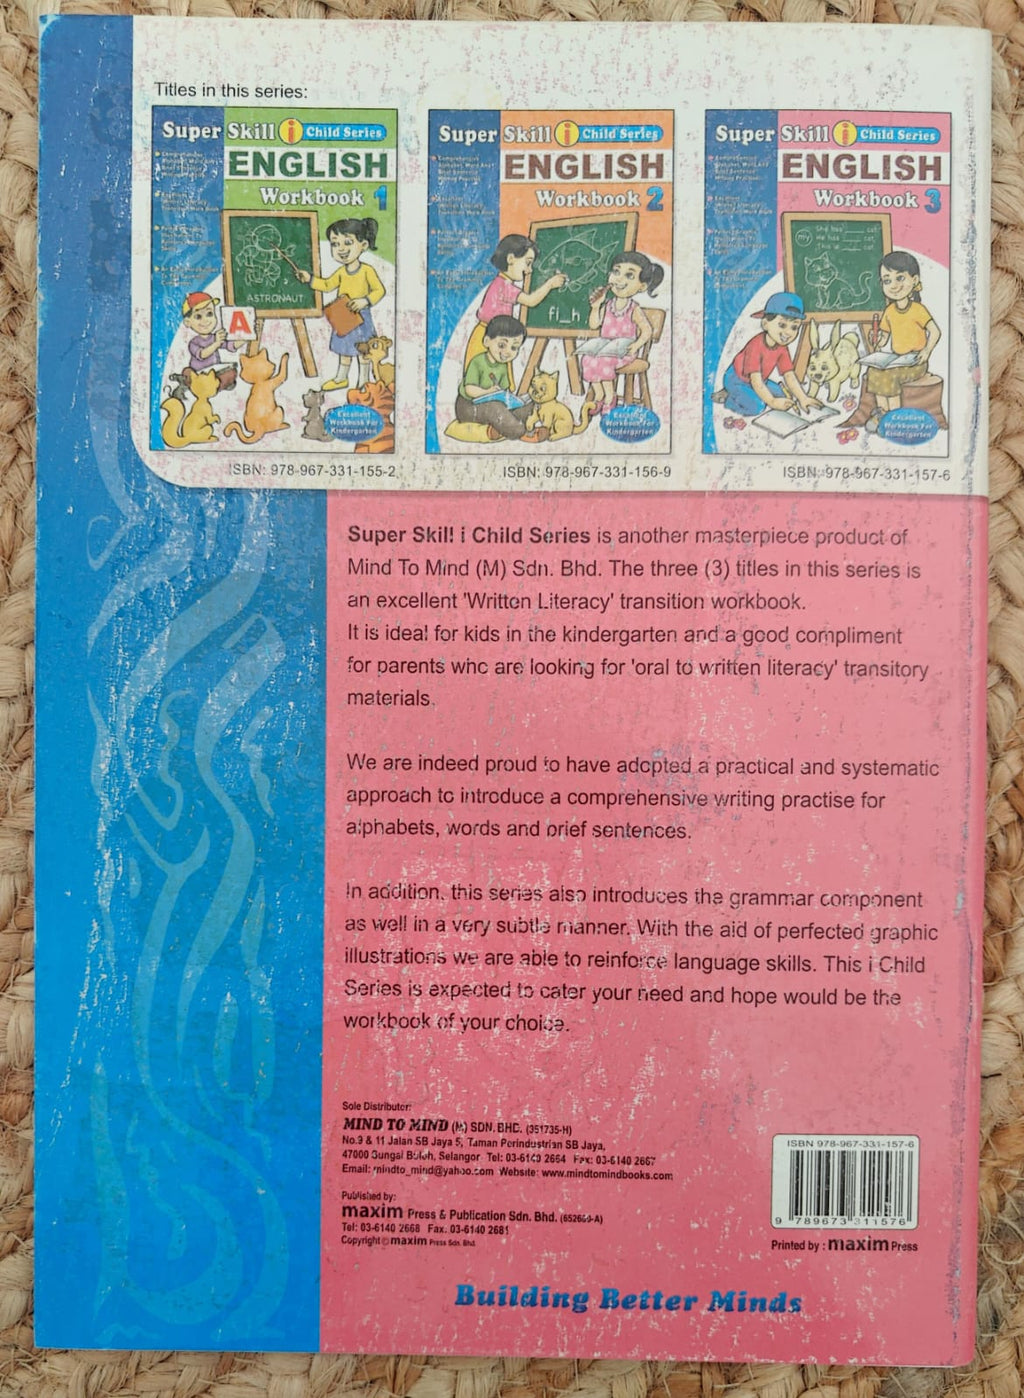 Titles in this series:
Super Skill i Child Series
ENGLISH
Workbook 1
ASTRONAUT
A
Excellent
Workbook For
Kindergarten
ISBN: 978-967-331-155-2
Super Skill i Child Series
ENGLISH
Workbook 2
fi_h
Excellent
Workbook For
Kindergarten
ISBN: 978-967-331-156-9
Super Skill i Child Series
ENGLISH
Workbook 3
my
She has ___ cat.
We has ___ cat.
This is ___ cat.
Excellent
Workbook For
Kindergarten
ISBN: 978-967-331-157-6
Super Skill i Child Series is another masterpiece product of
Mind To Mind (M) Sdn. Bhd. The three (3) titles in this series is
an excellent 'Written Literacy' transition workbook.
It is ideal for kids in the kindergarten and a good compliment
for parents who are looking for 'oral to written literacy' transitory
materials.
We are indeed proud to have adopted a practical and systematic
approach to introduce a comprehensive writing practise for
alphabets, words and brief sentences.
In addition, this series also introduces the grammar component
as well in a very subtle manner. With the aid of perfected graphic
illustrations we are able to reinforce language skills. This i Child
Series is expected to cater your need and hope would be the
workbook of your choice.
Sole Distributor:
MIND TO MIND (M) SDN. BHD. (351735-H)
No.9 & 11 Jalan SB Jaya 5, Taman Perindustrian SB Jaya,
47000 Sungai Buloh, Selangor Tel: 03-6140 2664 Fax: 03-6140 2667
Email: mindto_mind@yahoo.com Website: www.mindtomindbooks.com
Published by:
maxim Press & Publication Sdn. Bhd.
Tel: 03-6140 2668 Fax. 03-6140 2681
Copyright © maxim Press Sdn. Bhd.
ISBN 978-967-331-157-6
9 789673 311576
Printed by : maxim Press
Building Better Minds